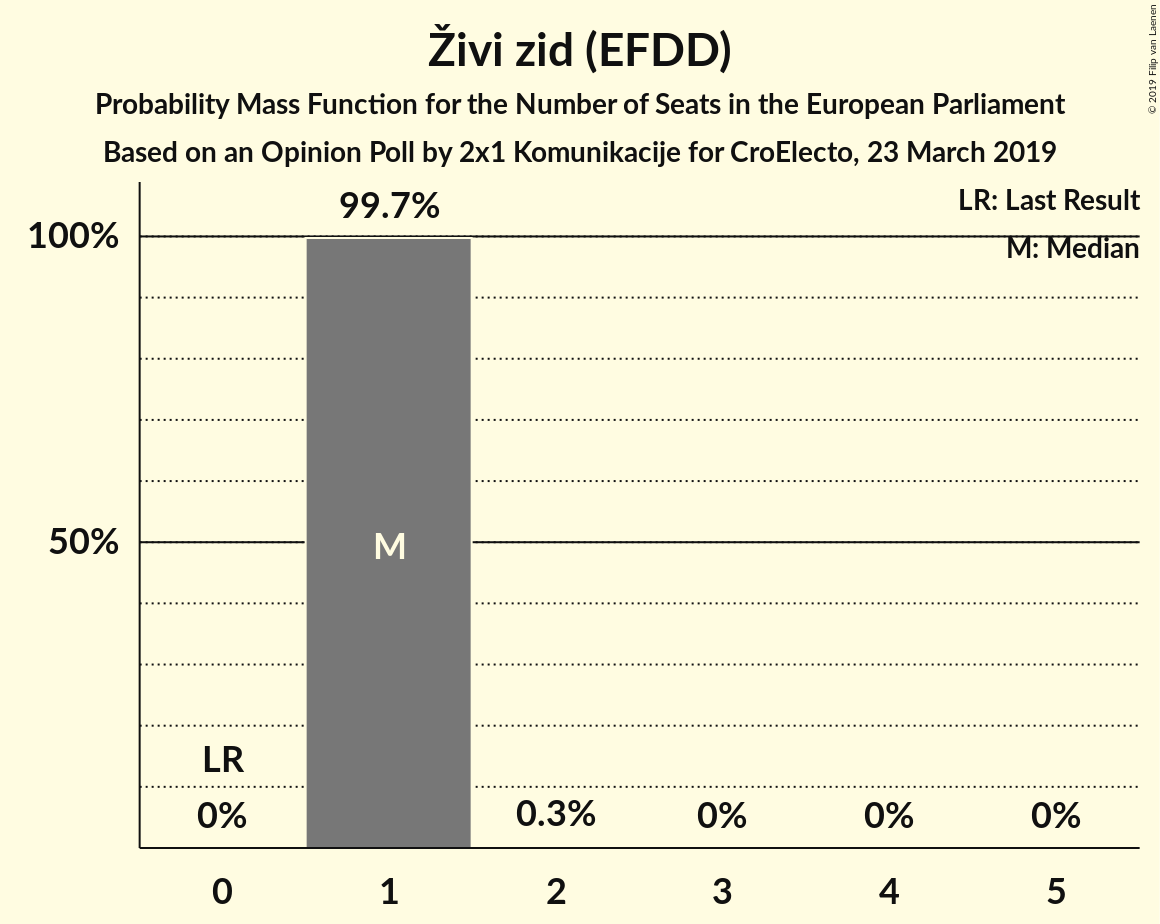 Živi zid (EFDD)
Probability Mass Function for the Number of Seats in the European Parliament
Based on an Opinion Poll by 2x1 Komunikacije for CroElecto, 23 March 2019
© 2019 Filip van Laenen
LR: Last Result
M: Median
99.7%
100%
50%
M
LR
0%
0.3%
0%
0%
0%
0 1 2 3 4 5